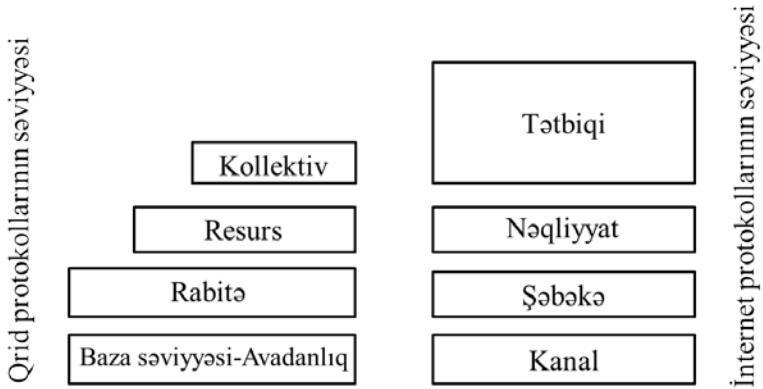 Qrid protokollarının səviyyəsi
Kollektiv
Resurs
Rabitə
Baza səviyyəsi-Avadanlıq
Tətbiqi
Nəqliyyat
Şəbəkə
Kanal
İnternet protokollarının səviyyəsi